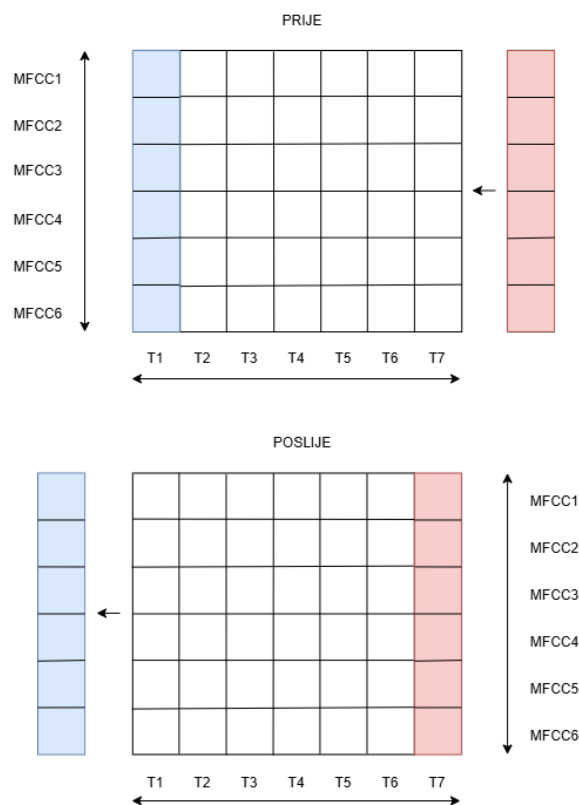 PRIJE
MFCC1
MFCC2
MFCC3
MFCC4
MFCC5
MFCC6
T1 T2 T3 T4 T5 T6 T7
POSLIJE
MFCC1
MFCC2
MFCC3
MFCC4
MFCC5
MFCC6
T1 T2 T3 T4 T5 T6 T7